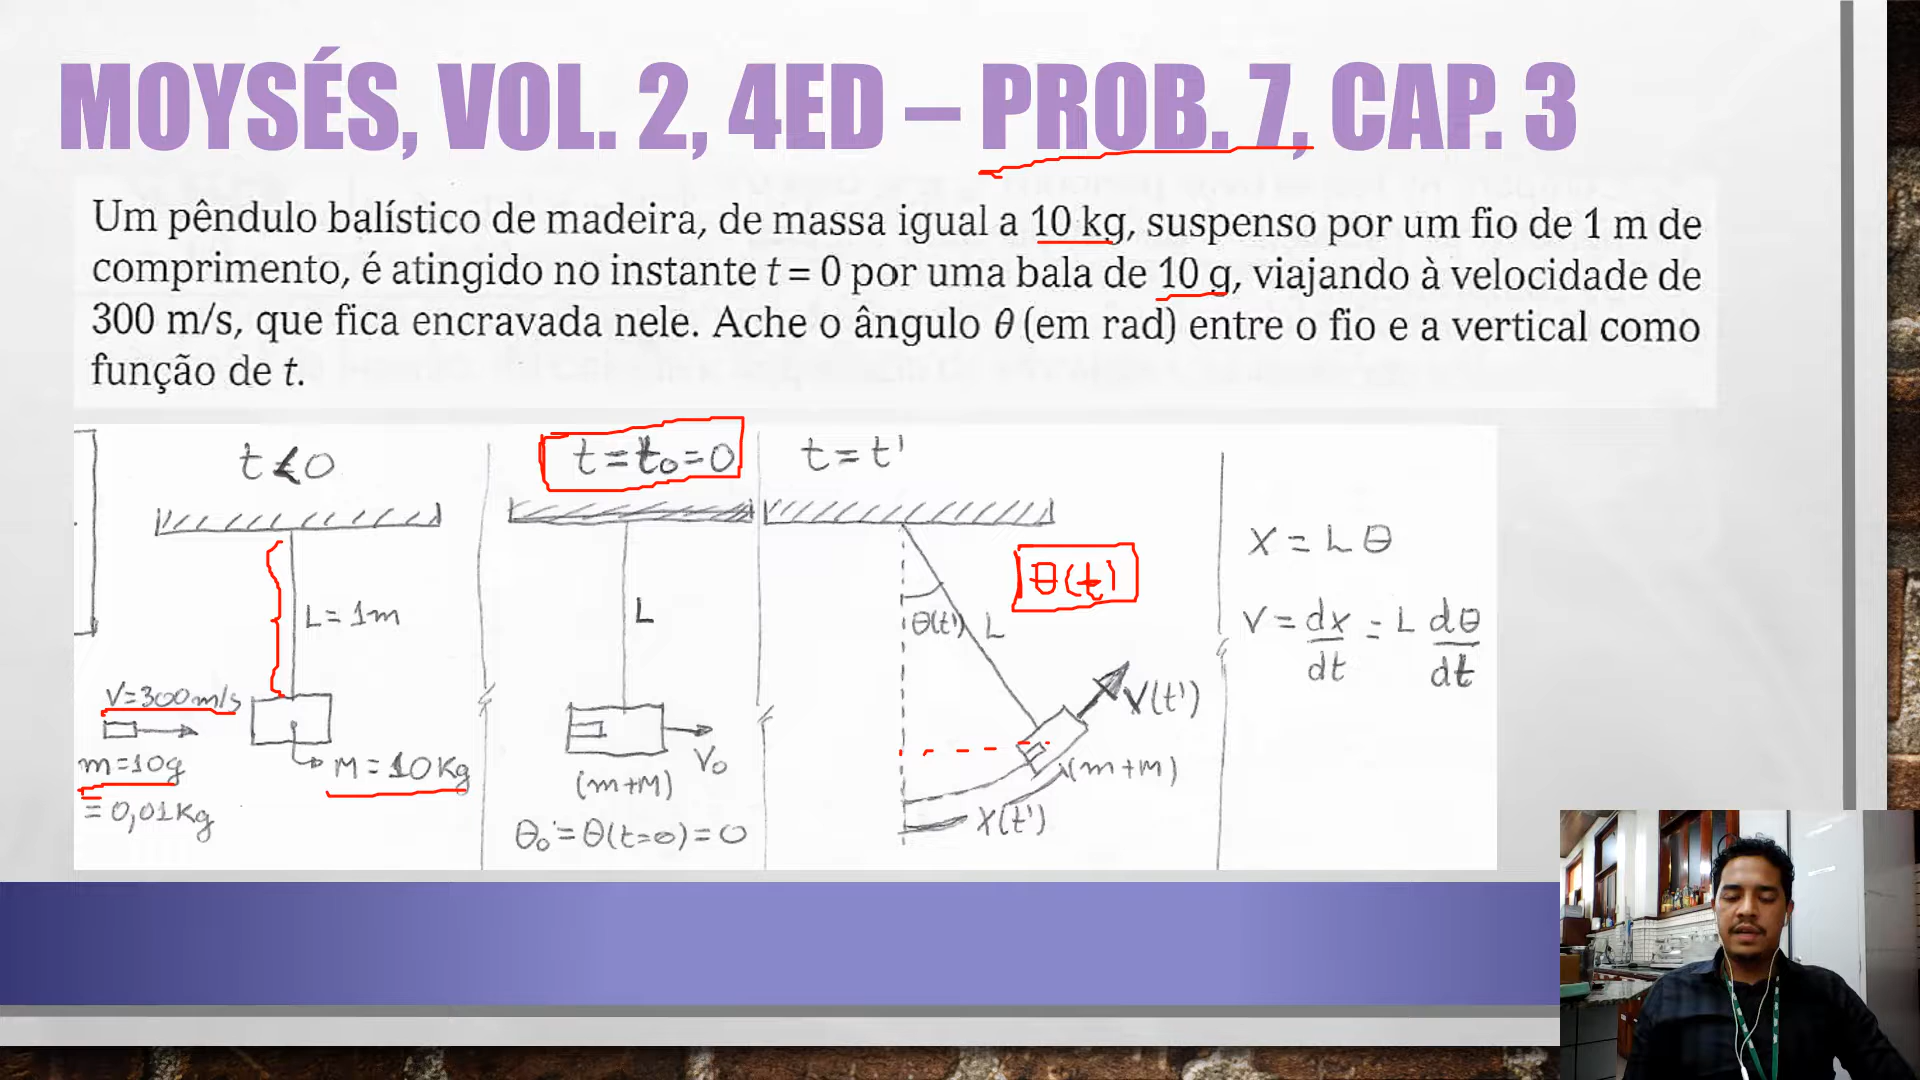 MOYSÉS, VOL. 2, 4ED – PROB. 7, CAP. 3
Um pêndulo balístico de madeira, de massa igual a 10 kg, suspenso por um fio de 1 m de
comprimento, é atingido no instante t = 0 por uma bala de 10 g, viajando à velocidade de
300 m/s, que fica encravada nele. Ache o ângulo θ (em rad) entre o fio e a vertical como
função de t.
t < 0
L = 1m
V=300m/s
m=10g
= 0,01Kg
M = 10Kg
t = t₀ = 0
L
V₀
(m+M)
θ₀ = θ(t=0) = 0
t = t'
θ(t)
θ(t')
L
V(t')
(m+M)
X(t')
X = L θ
V = dx/dt = L dθ/dt